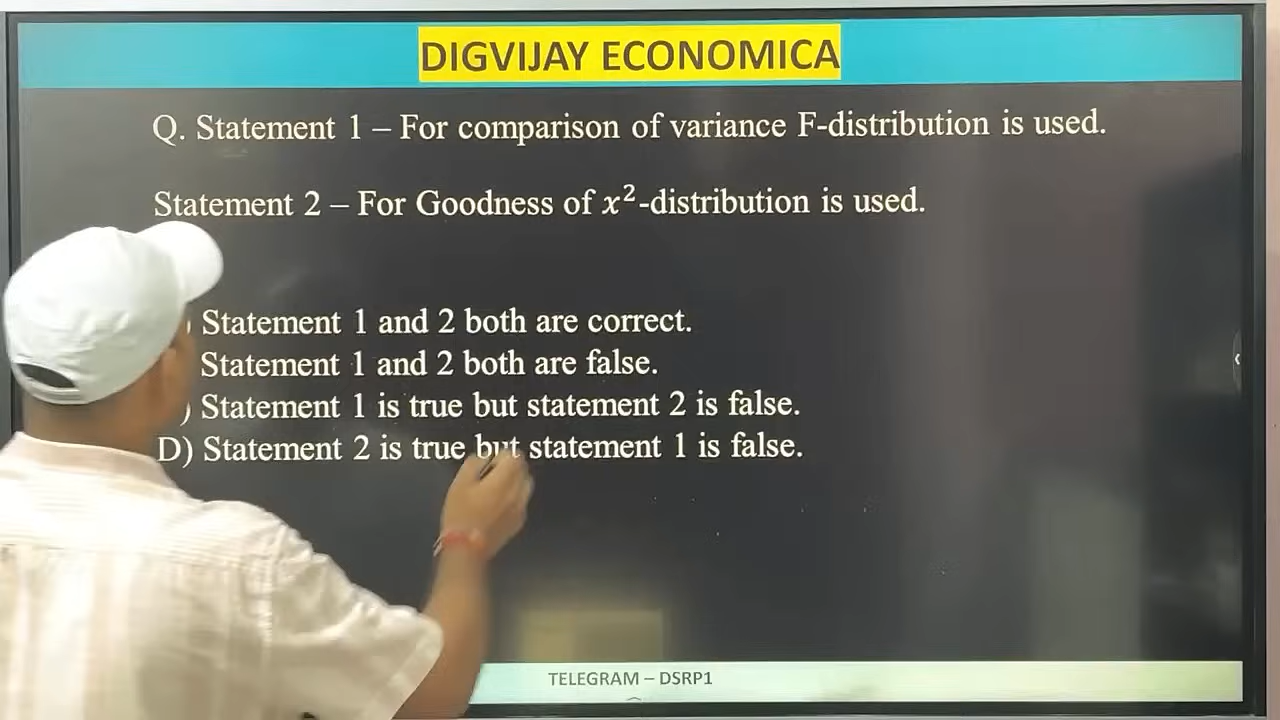 DIGVIJAY ECONOMICA
Q. Statement 1 – For comparison of variance F-distribution is used.
Statement 2 – For Goodness of x²-distribution is used.
) Statement 1 and 2 both are correct.
Statement 1 and 2 both are false.
) Statement 1 is true but statement 2 is false.
D) Statement 2 is true but statement 1 is false.
TELEGRAM – DSRP1